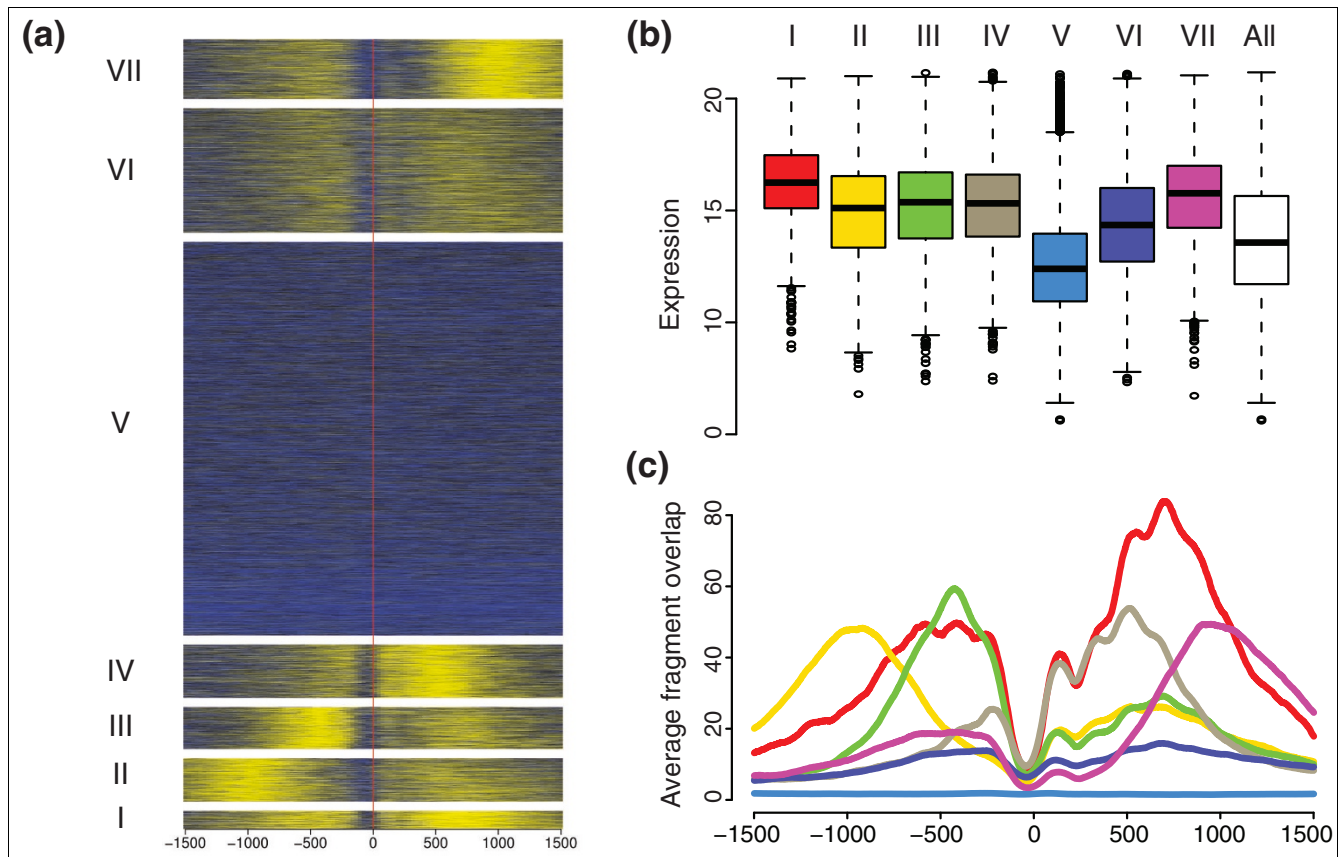 (a)
VII
VI
V
IV
III
II
I
−1500 −1000 −500 0 500 1000 1500
(b)
I II III IV V VI VII All
Expression
20
15
10
0
(c)
Average fragment overlap
80
60
40
20
0
−1500 −1000 −500 0 500 1000 1500